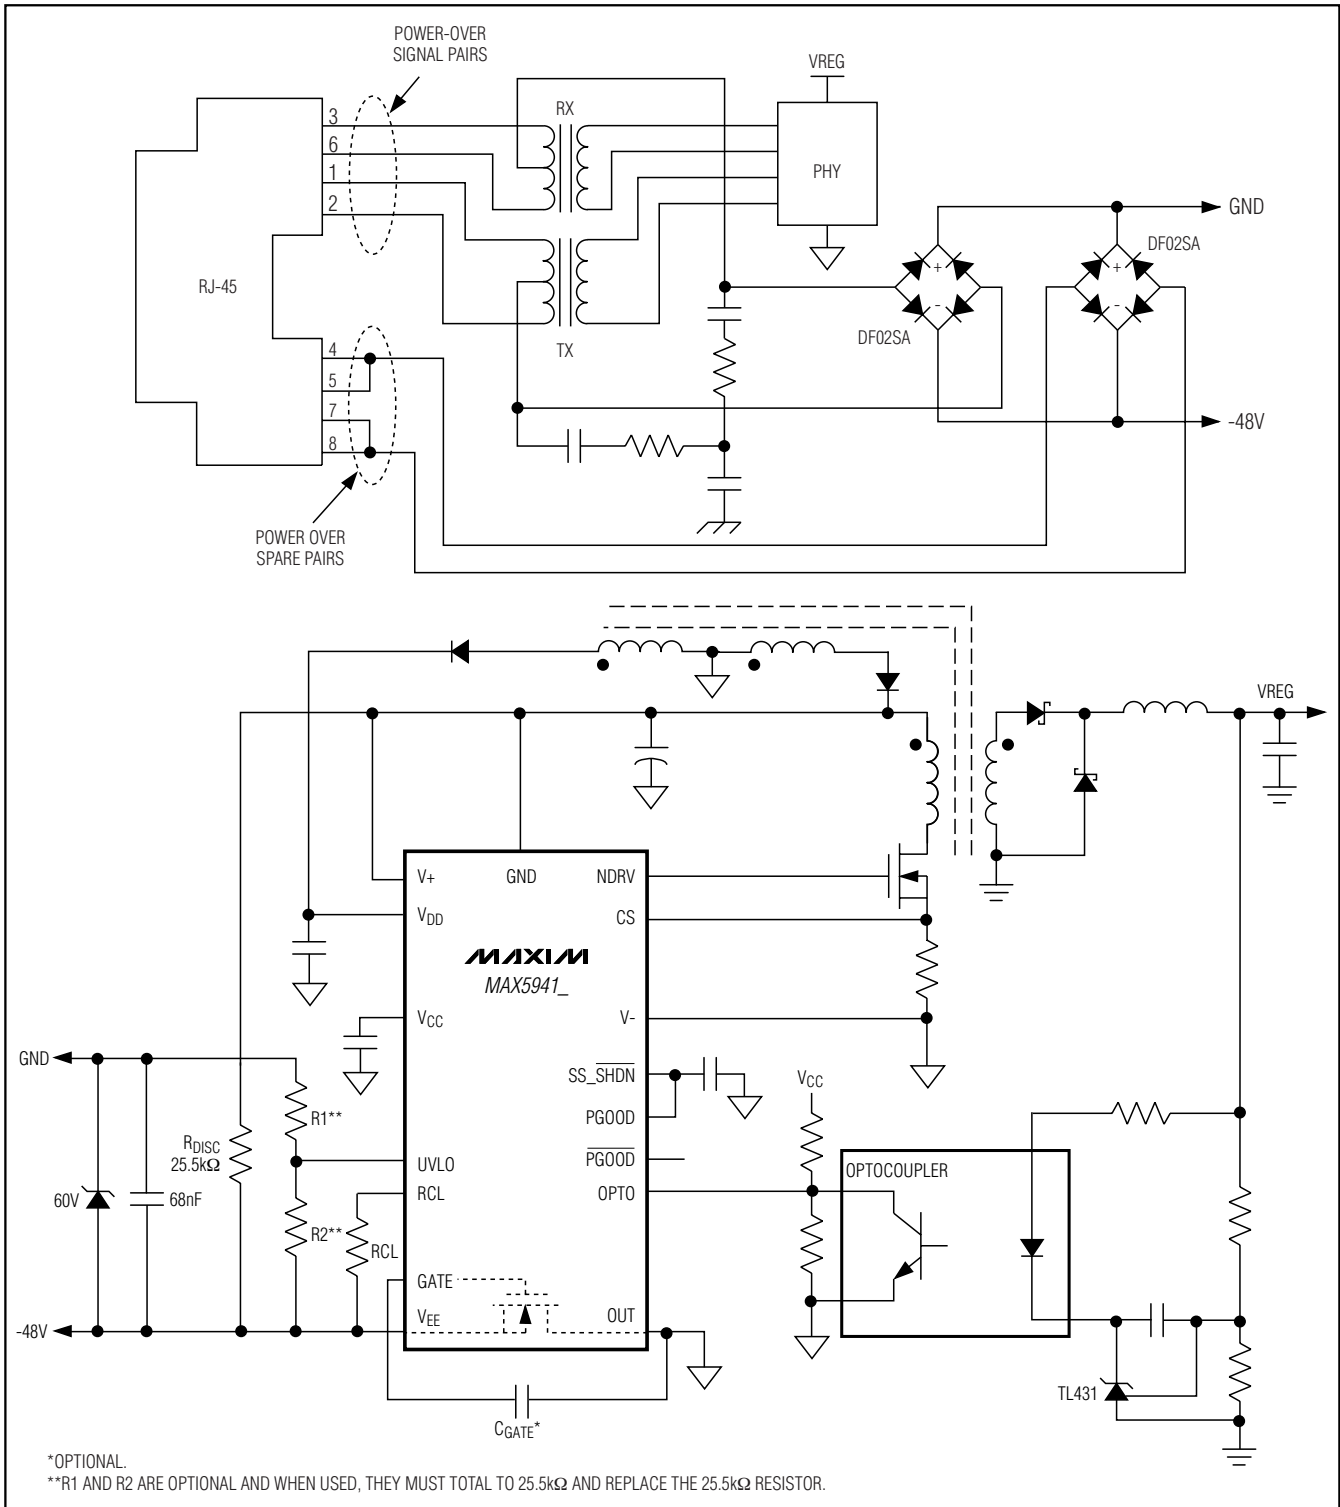 POWER-OVER
SIGNAL PAIRS
VREG
RX
3
6
1
2
PHY
GND
DF02SA
RJ-45
+
+
-
-
DF02SA
TX
4
5
7
8
-48V
POWER OVER
SPARE PAIRS
VREG
V+
GND
NDRV
VDD
CS
MAXIM
MAX5941_
VCC
V-
GND
SS_SHDN
VCC
R1**
PGOOD
RDISC
25.5kΩ
PGOOD
OPTOCOUPLER
UVLO
60V
68nF
RCL
OPTO
R2**
RCL
GATE
VEE
OUT
-48V
TL431
CGATE*
*OPTIONAL.
**R1 AND R2 ARE OPTIONAL AND WHEN USED, THEY MUST TOTAL TO 25.5kΩ AND REPLACE THE 25.5kΩ RESISTOR.